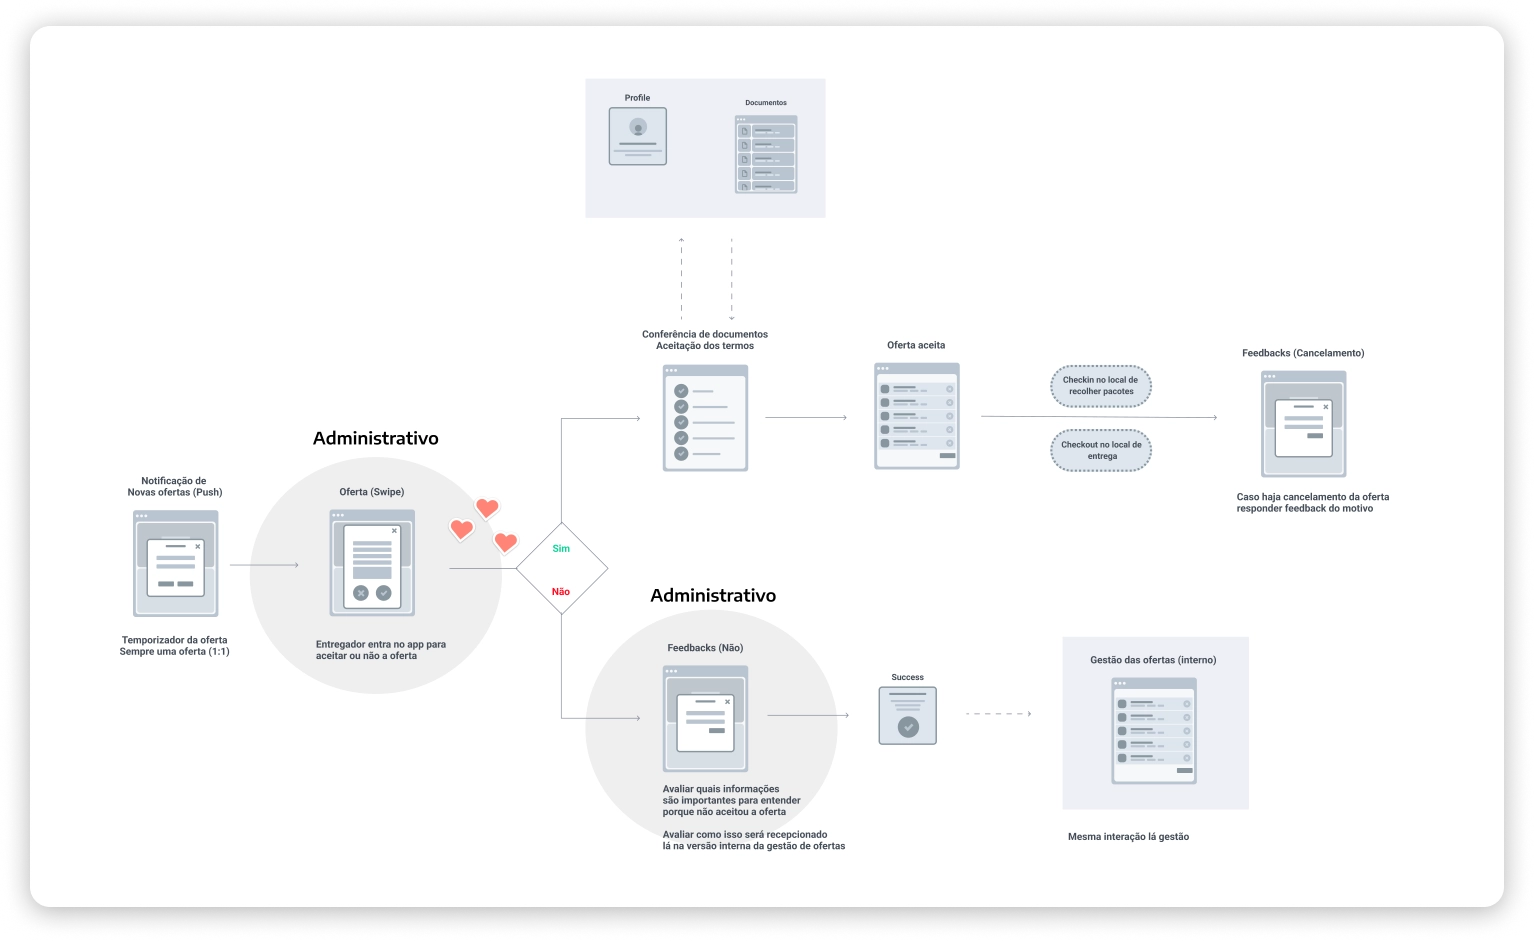 Profile
Documentos
Conferência de documentos
Aceitação dos termos
Oferta aceita
Checkin no local de
recolher pacotes
Checkout no local de
entrega
Feedbacks (Cancelamento)
Caso haja cancelamento da oferta
responder feedback do motivo
Administrativo
Notificação de
Novas ofertas (Push)
Temporizador da oferta
Sempre uma oferta (1:1)
Oferta (Swipe)
Entregador entra no app para
aceitar ou não a oferta
Sim
Não
Administrativo
Feedbacks (Não)
Avaliar quais informações
são importantes para entender
porque não aceitou a oferta
Avaliar como isso será recepcionado
lá na versão interna da gestão de ofertas
Success
Gestão das ofertas (interno)
Mesma interação lá gestão